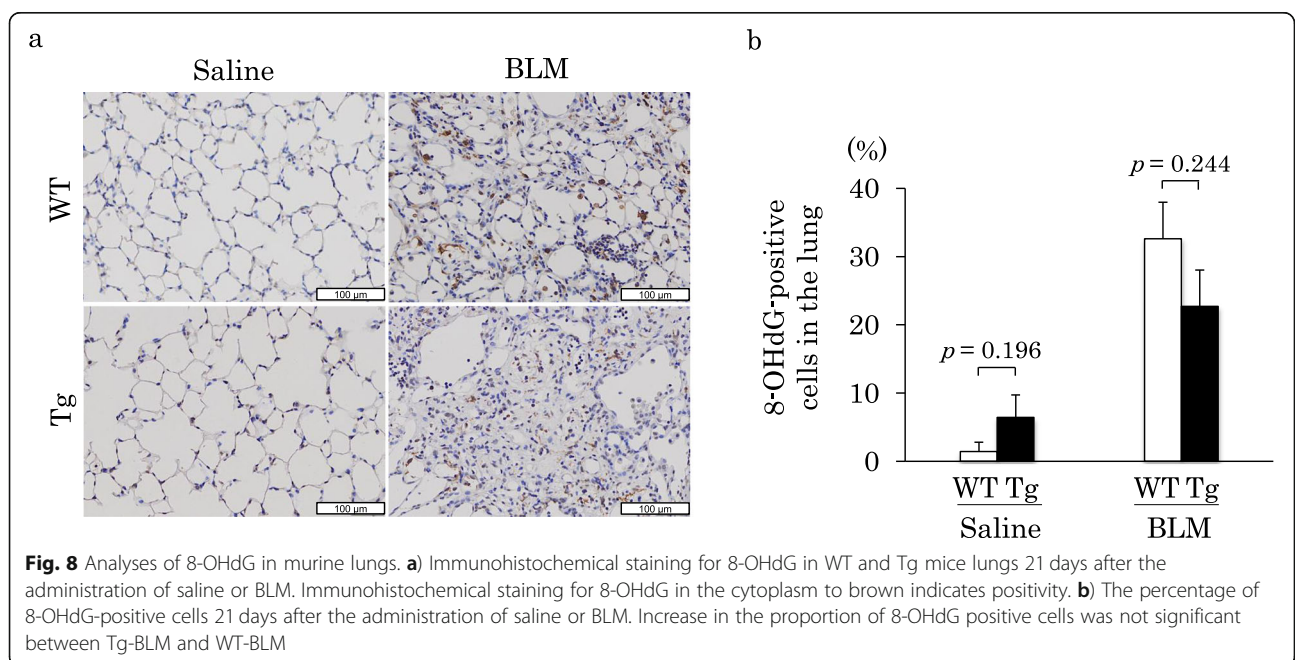 a
Saline
BLM
WT
100 µm
100 µm
Tg
100 µm
100 µm
b
(%)
8-OHdG-positive
cells in the lung
40
30
20
10
0
p = 0.196
p = 0.244
WT Tg
WT Tg
Saline
BLM
Fig. 8 Analyses of 8-OHdG in murine lungs. a) Immunohistochemical staining for 8-OHdG in WT and Tg mice lungs 21 days after the
administration of saline or BLM. Immunohistochemical staining for 8-OHdG in the cytoplasm to brown indicates positivity. b) The percentage of
8-OHdG-positive cells 21 days after the administration of saline or BLM. Increase in the proportion of 8-OHdG positive cells was not significant
between Tg-BLM and WT-BLM